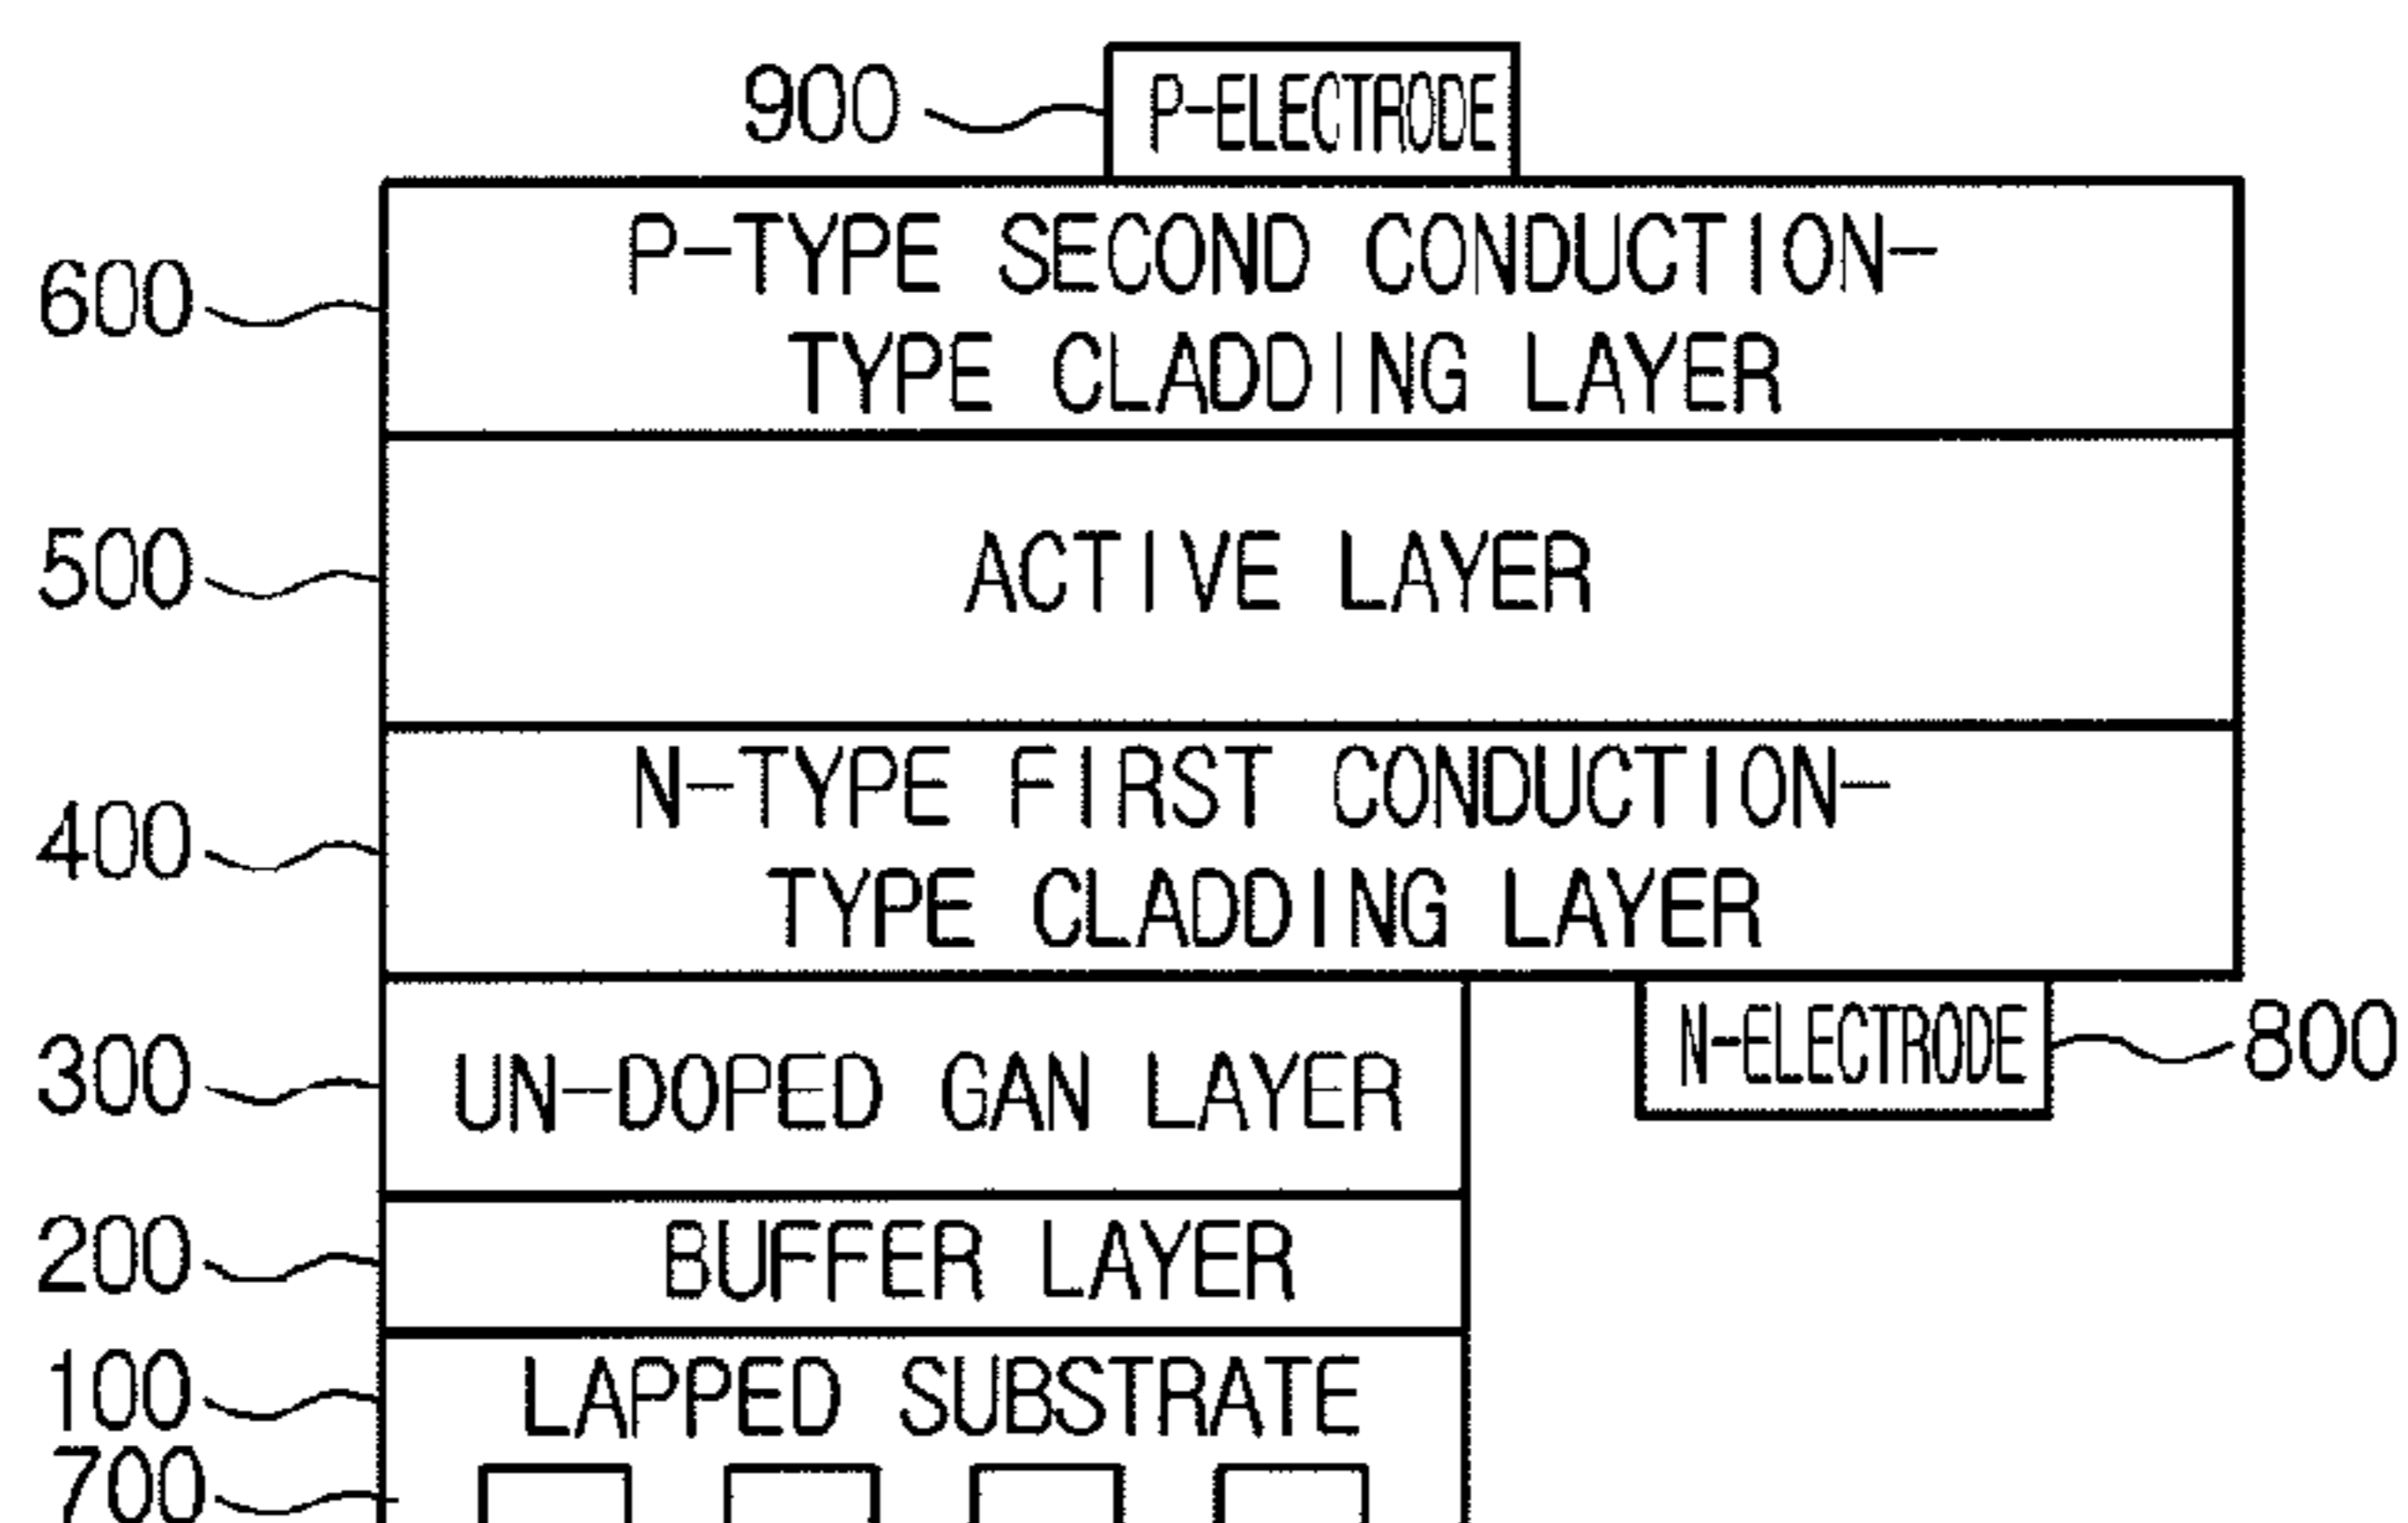 900 P-ELECTRODE
600 P-TYPE SECOND CONDUCTION-
TYPE CLADDING LAYER
500 ACTIVE LAYER
400 N-TYPE FIRST CONDUCTION-
TYPE CLADDING LAYER
300 UN-DOPED GAN LAYER N-ELECTRODE 800
200 BUFFER LAYER
100 LAPPED SUBSTRATE
700